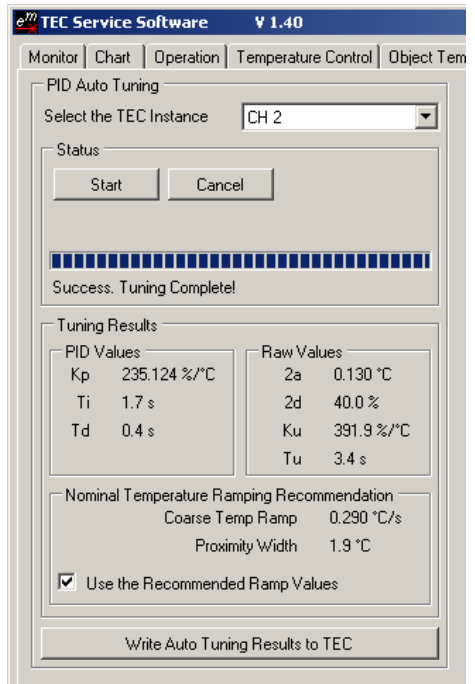 em TEC Service Software V 1.40
Monitor Chart Operation Temperature Control Object Tem
PID Auto Tuning
Select the TEC Instance CH 2
Status
Start Cancel
Success. Tuning Complete!
Tuning Results
PID Values
Kp 235.124 %/°C
Ti 1.7 s
Td 0.4 s
Raw Values
2a 0.130 °C
2d 40.0 %
Ku 391.9 %/°C
Tu 3.4 s
Nominal Temperature Ramping Recommendation
Coarse Temp Ramp 0.290 °C/s
Proximity Width 1.9 °C
Use the Recommended Ramp Values
Write Auto Tuning Results to TEC